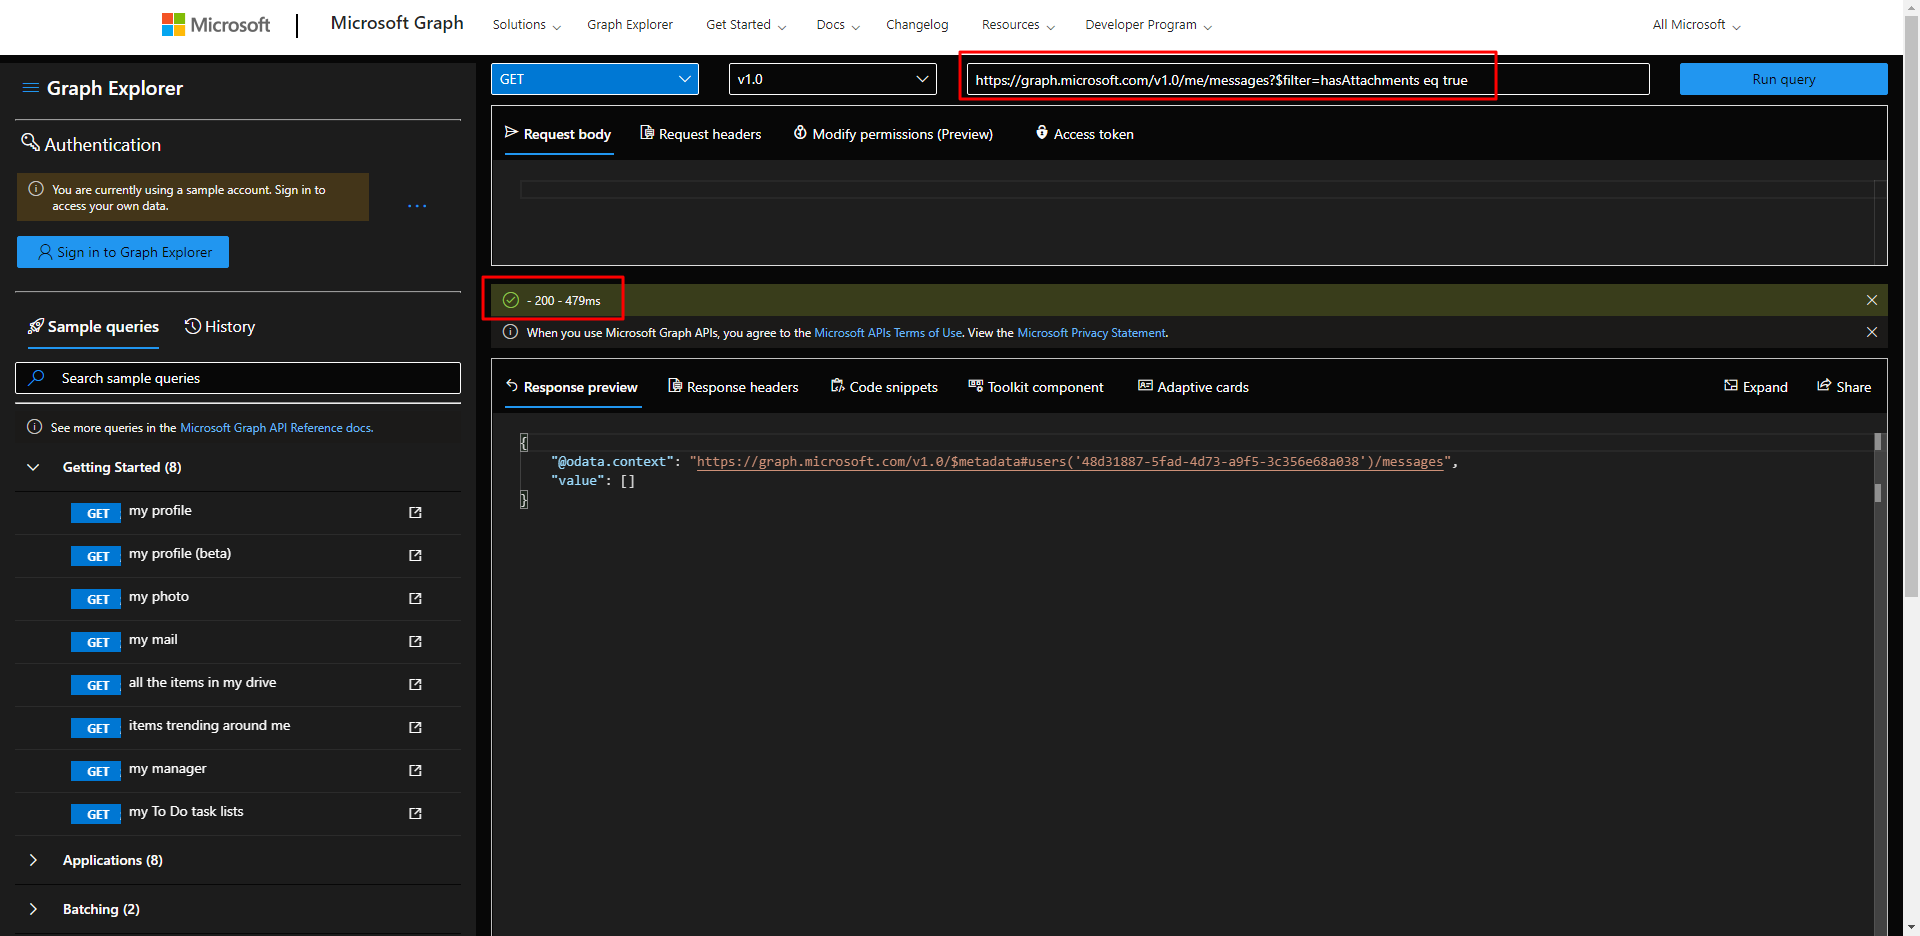 Microsoft | Microsoft Graph Solutions Graph Explorer Get Started Docs Changelog Resources Developer Program All Microsoft
Graph Explorer
Authentication
You are currently using a sample account. Sign in to
access your own data.
...
Sign in to Graph Explorer
Sample queries History
Search sample queries
See more queries in the Microsoft Graph API Reference docs.
Getting Started (8)
GET my profile
GET my profile (beta)
GET my photo
GET my mail
GET all the items in my drive
GET items trending around me
GET my manager
GET my To Do task lists
Applications (8)
Batching (2)
GET v1.0 https://graph.microsoft.com/v1.0/me/messages?$filter=hasAttachments eq true Run query
Request body Request headers Modify permissions (Preview) Access token
- 200 - 479ms
When you use Microsoft Graph APIs, you agree to the Microsoft APIs Terms of Use. View the Microsoft Privacy Statement.
Response preview Response headers Code snippets Toolkit component Adaptive cards Expand Share
{
"@odata.context": "https://graph.microsoft.com/v1.0/$metadata#users('48d31887-5fad-4d73-a9f5-3c356e68a038')/messages",
"value": []
}